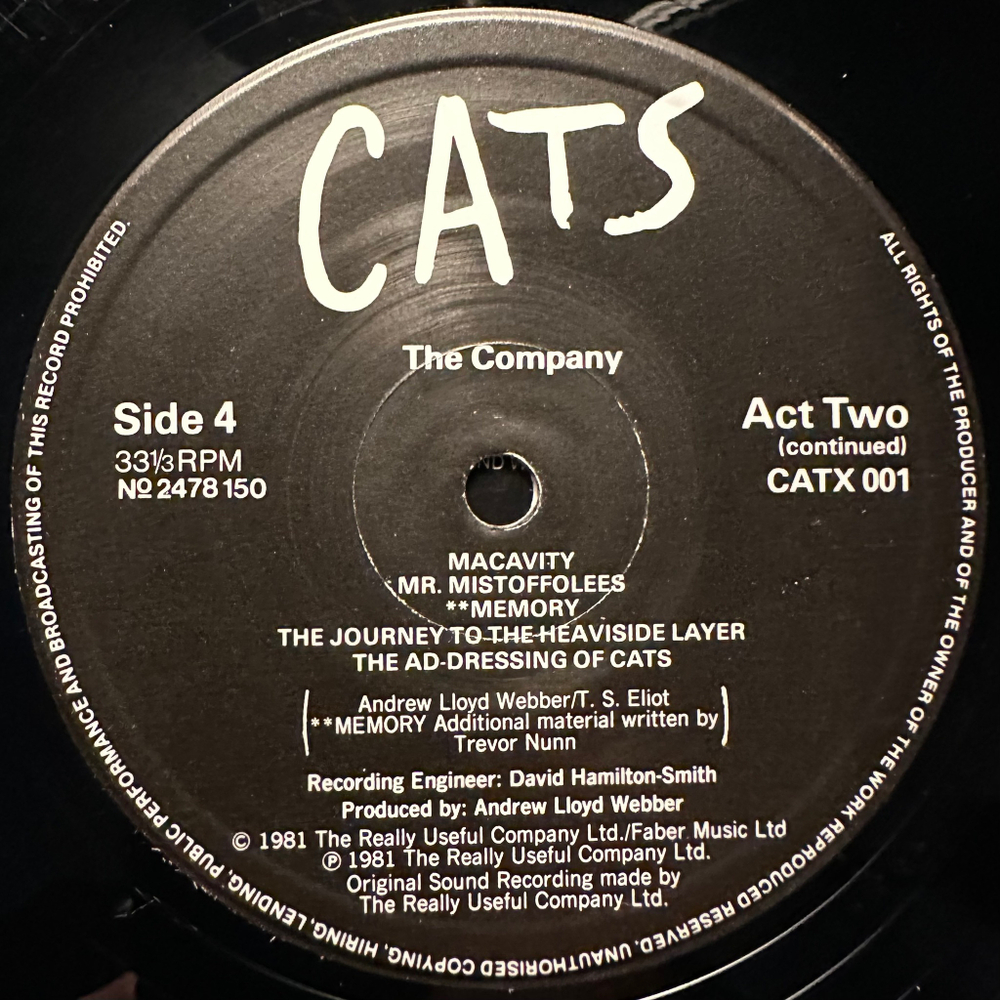 CATS
The Company
Side 4
33⅓ RPM
Nº 2478 150
Act Two
(continued)
CATX 001
MACAVITY
MR. MISTOFFOLEES
**MEMORY
THE JOURNEY TO THE HEAVISIDE LAYER
THE AD-DRESSING OF CATS
Andrew Lloyd Webber/T. S. Eliot
**MEMORY Additional material written by
Trevor Nunn
Recording Engineer: David Hamilton-Smith
Produced by: Andrew Lloyd Webber
© 1981 The Really Useful Company Ltd./Faber Music Ltd
℗ 1981 The Really Useful Company Ltd.
Original Sound Recording made by
The Really Useful Company Ltd.
ALL RIGHTS OF THE PRODUCER AND OF THE OWNER OF THE WORK REPRODUCED RESERVED. UNAUTHORISED COPYING, HIRING, LENDING, PUBLIC PERFORMANCE AND BROADCASTING OF THIS RECORD PROHIBITED.